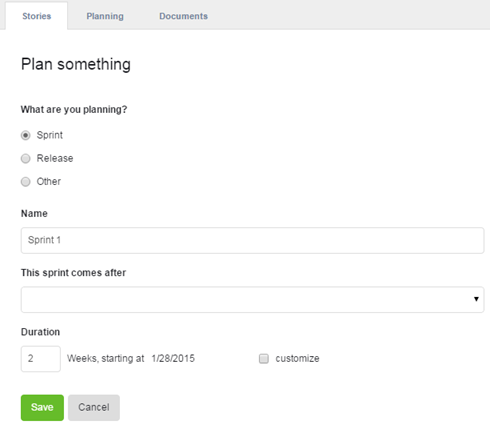 Stories Planning Documents
Plan something
What are you planning?
Sprint
Release
Other
Name
Sprint 1
This sprint comes after
Duration
2 Weeks, starting at 1/28/2015 customize
Save Cancel